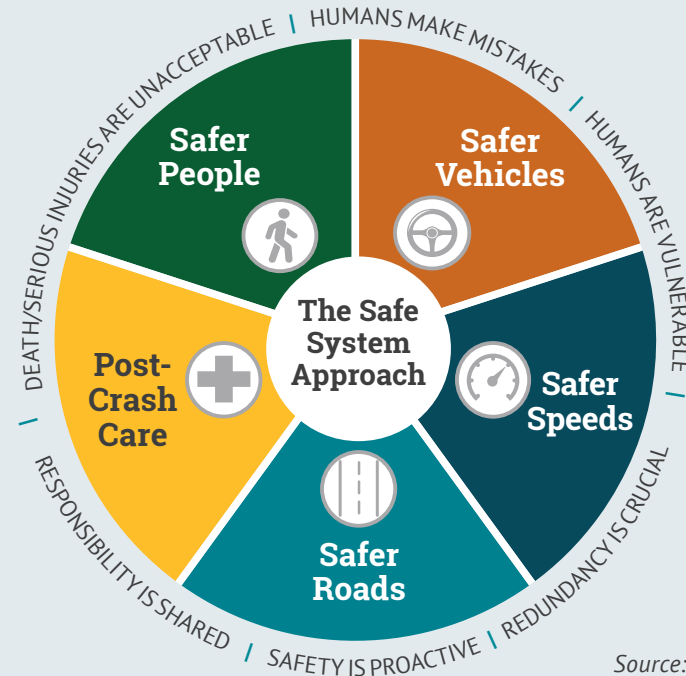 DEATH/SERIOUS INJURIES ARE UNACCEPTABLE
HUMANS MAKE MISTAKES
HUMANS ARE VULNERABLE
REDUNDANCY IS CRUCIAL
SAFETY IS PROACTIVE
RESPONSIBILITY IS SHARED
Safer
People
Safer
Vehicles
The Safe
System
Approach
Post-
Crash
Care
Safer
Speeds
Safer
Roads
Source: